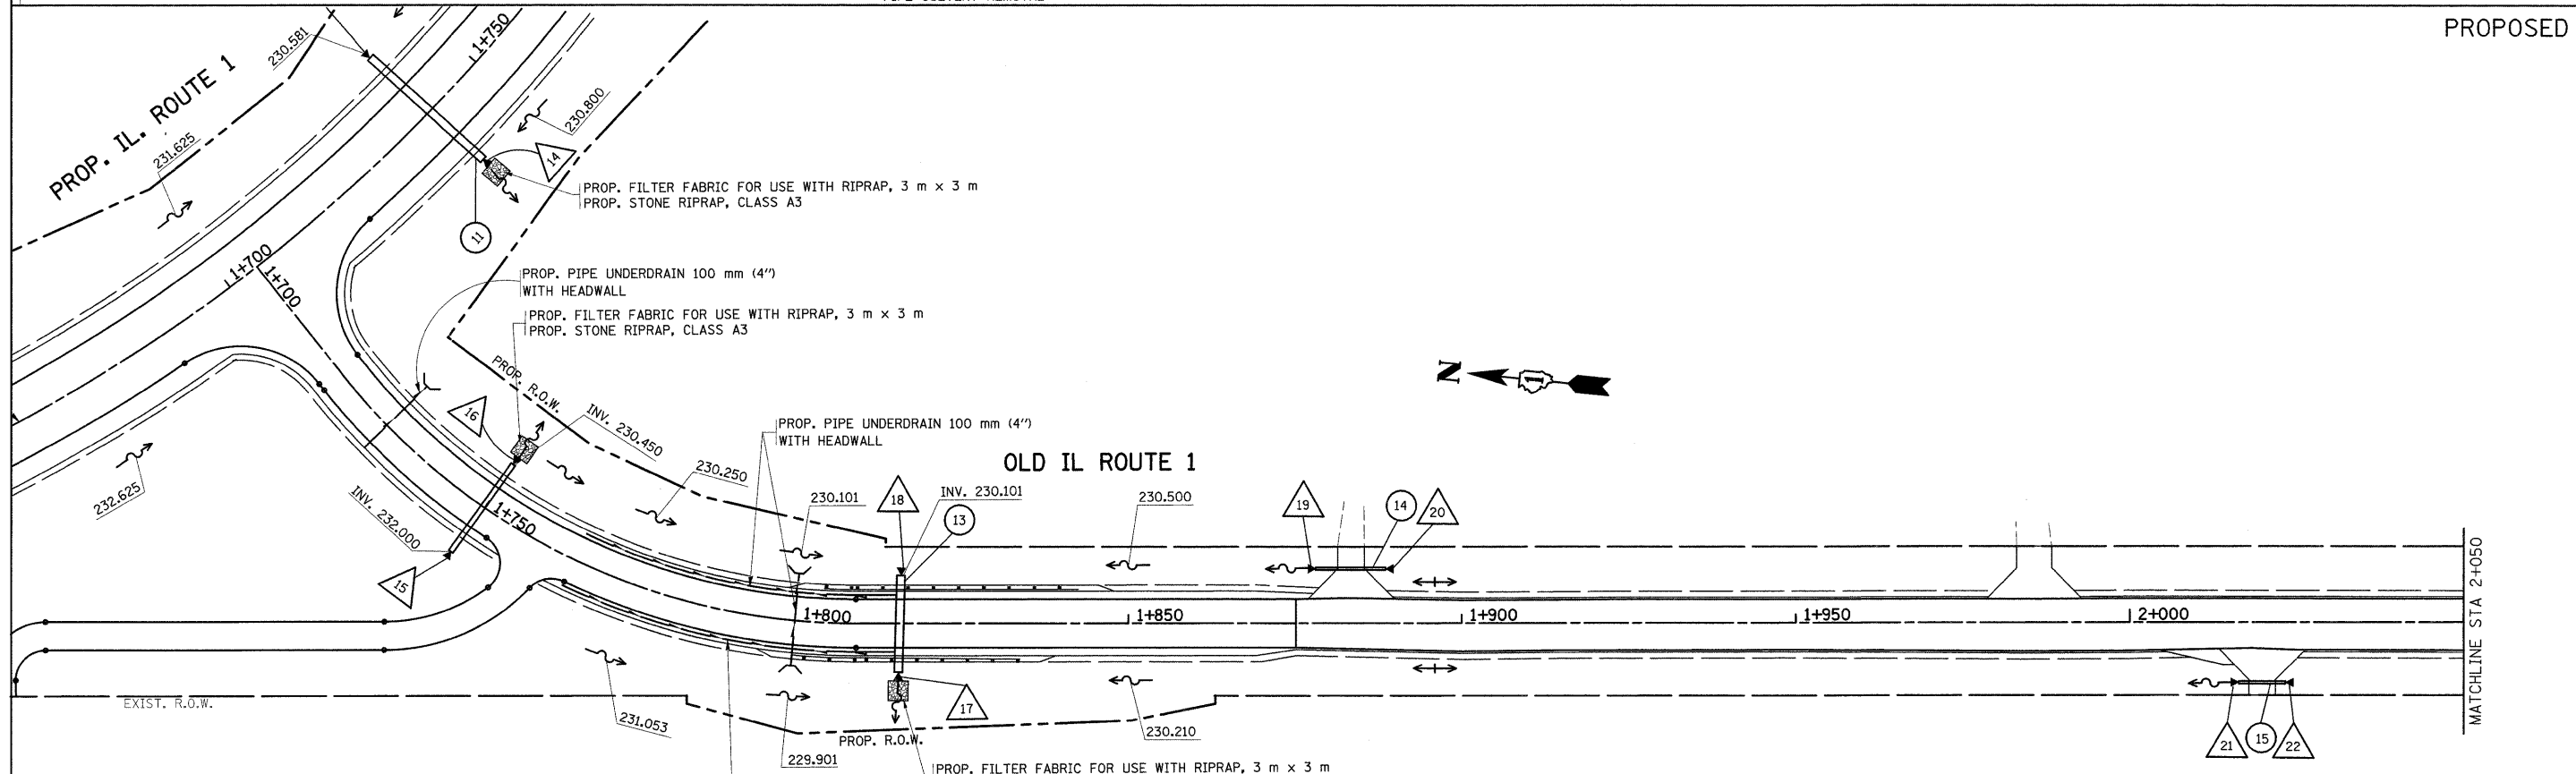 PROPOSED
230.581
1+750
PROP. IL. ROUTE 1
231.625
230.800
14
PROP. FILTER FABRIC FOR USE WITH RIPRAP, 3 m × 3 m
PROP. STONE RIPRAP, CLASS A3
11
1+700
1+700
PROP. PIPE UNDERDRAIN 100 mm (4")
WITH HEADWALL
PROP. FILTER FABRIC FOR USE WITH RIPRAP, 3 m × 3 m
PROP. STONE RIPRAP, CLASS A3
PROP. R.O.W.
N
1
16
INV. 230.450
PROP. PIPE UNDERDRAIN 100 mm (4")
WITH HEADWALL
OLD IL ROUTE 1
232.625
INV. 232.000
1+750
230.250
230.101
18
INV. 230.101
13
230.500
19
14
20
15
1+800
1+850
1+900
1+950
2+000
MATCHLINE STA 2+050
EXIST. R.O.W.
231.053
229.901
PROP. R.O.W.
17
230.210
21
15
22
PROP. FILTER FABRIC FOR USE WITH RIPRAP, 3 m × 3 m